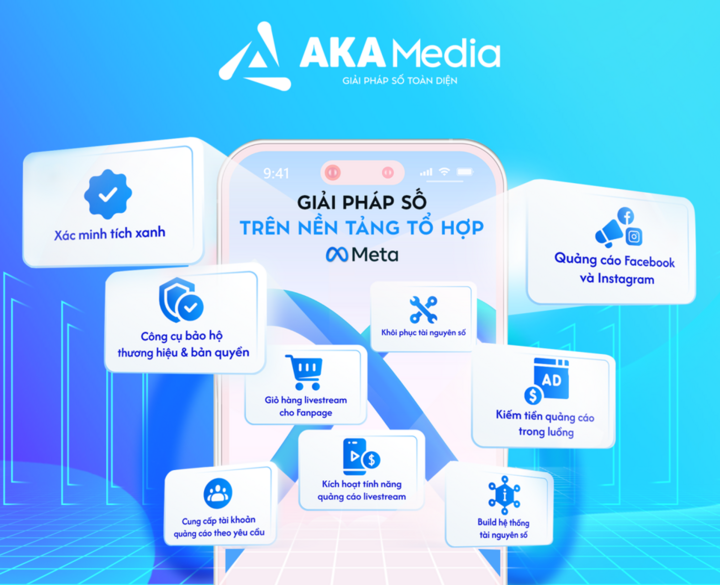 AKA Media
GIẢI PHÁP SỐ TOÀN DIỆN
9:41
GIẢI PHÁP SỐ
TRÊN NỀN TẢNG TỔ HỢP
Meta
Xác minh tích xanh
Quảng cáo Facebook
và Instagram
Công cụ bảo hộ
thương hiệu & bản quyền
Khôi phục tài nguyên số
Giỏ hàng livestream
cho Fanpage
AD
Kiếm tiền quảng cáo
trong luồng
Kích hoạt tính năng
quảng cáo livestream
Cung cấp tài khoản
quảng cáo theo yêu cầu
Build hệ thống
tài nguyên số